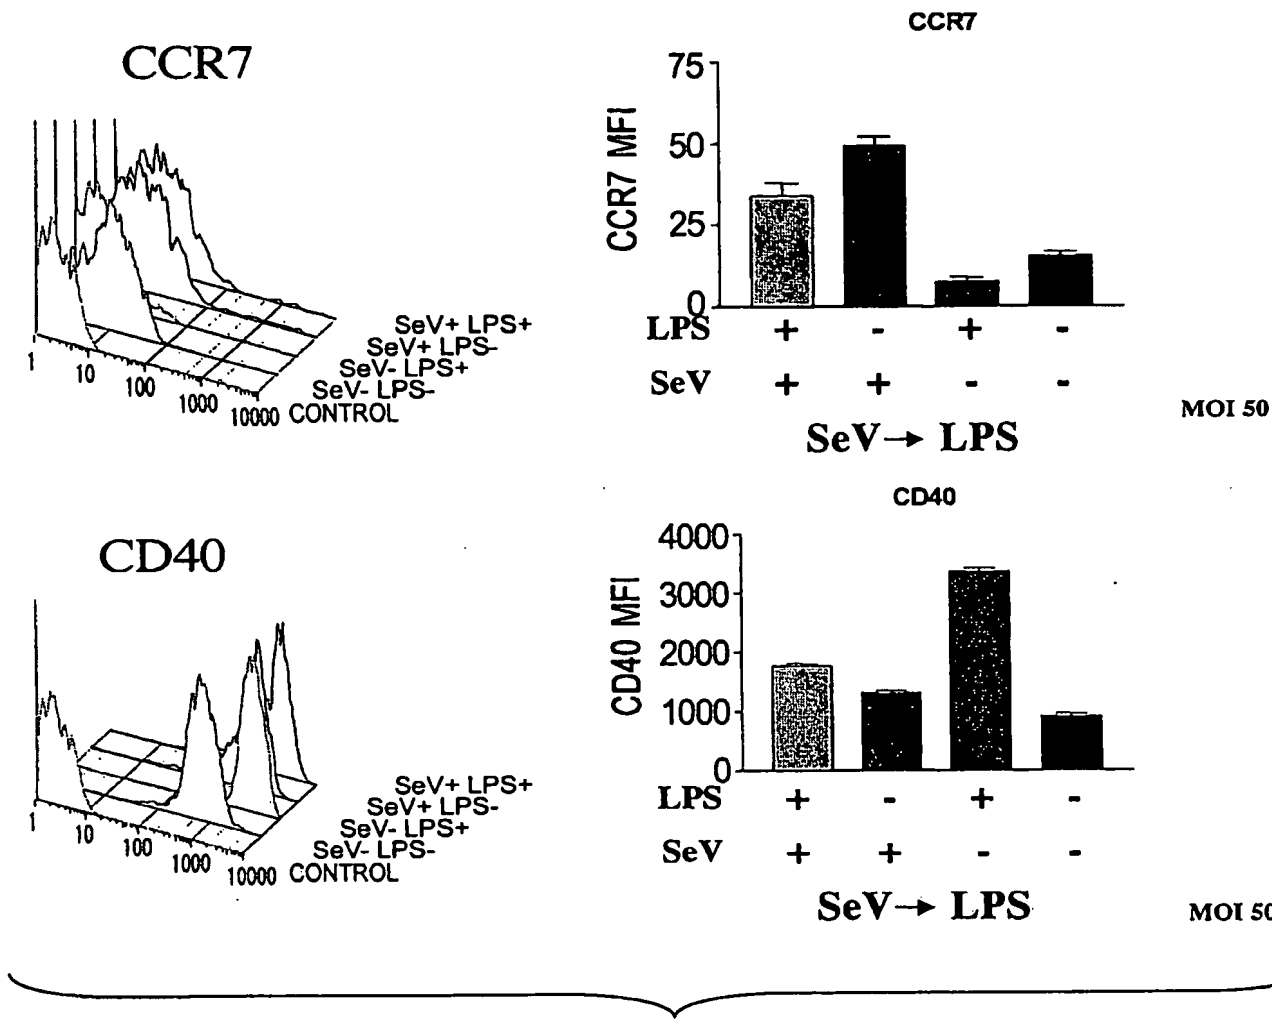 CCR7
SeV+ LPS+
SeV+ LPS-
SeV- LPS+
SeV- LPS-
CONTROL
1 10 100 1000 10000
CCR7
CCR7 MFI
75
50
25
0
LPS + - + -
SeV + + - -
SeV→ LPS
MOI 50
CD40
SeV+ LPS+
SeV+ LPS-
SeV- LPS+
SeV- LPS-
CONTROL
1 10 100 1000 10000
CD40
CD40 MFI
4000
3000
2000
1000
0
LPS + - + -
SeV + + - -
SeV→ LPS
MOI 50